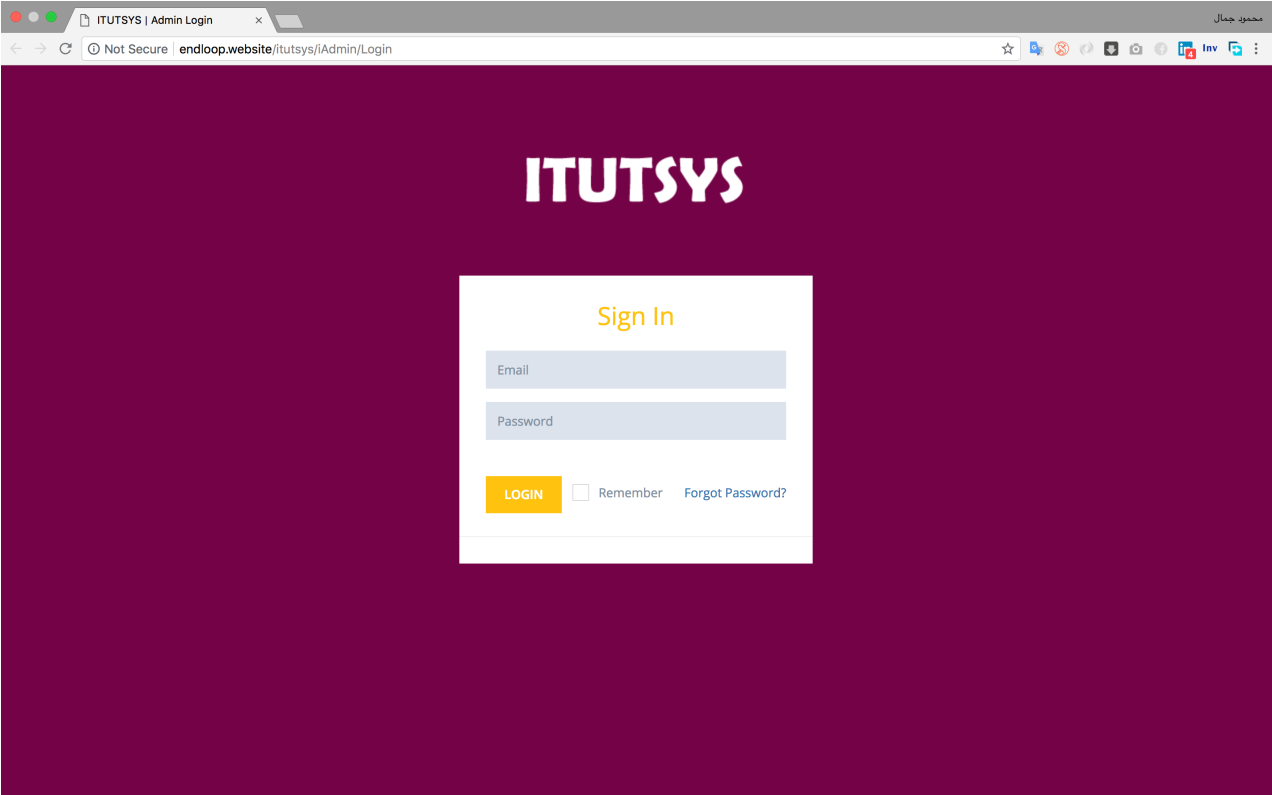 ITUTSYS | Admin Login
محمود جمال
Not Secure endloop.website/itutsys/iAdmin/Login
4
Inv
ITUTSYS
Sign In
Email
Password
LOGIN Remember Forgot Password?